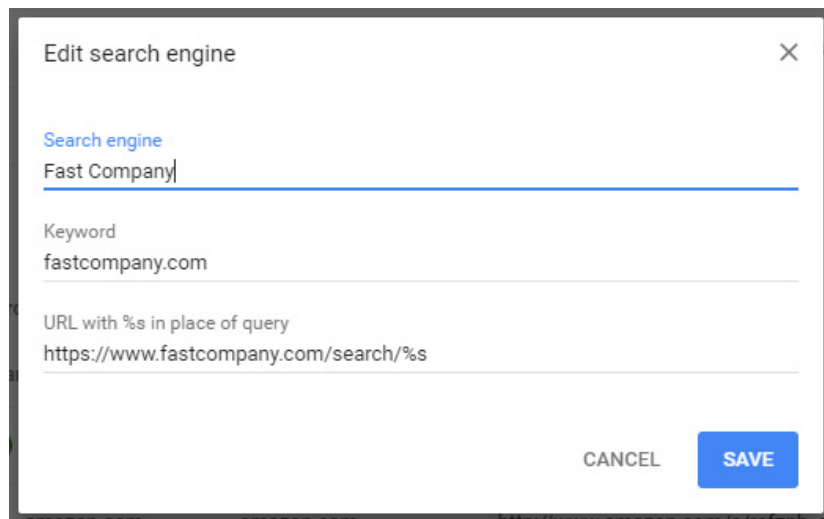 Edit search engine
Search engine
Fast Company
Keyword
fastcompany.com
URL with %s in place of query
https://www.fastcompany.com/search/%s
CANCEL SAVE